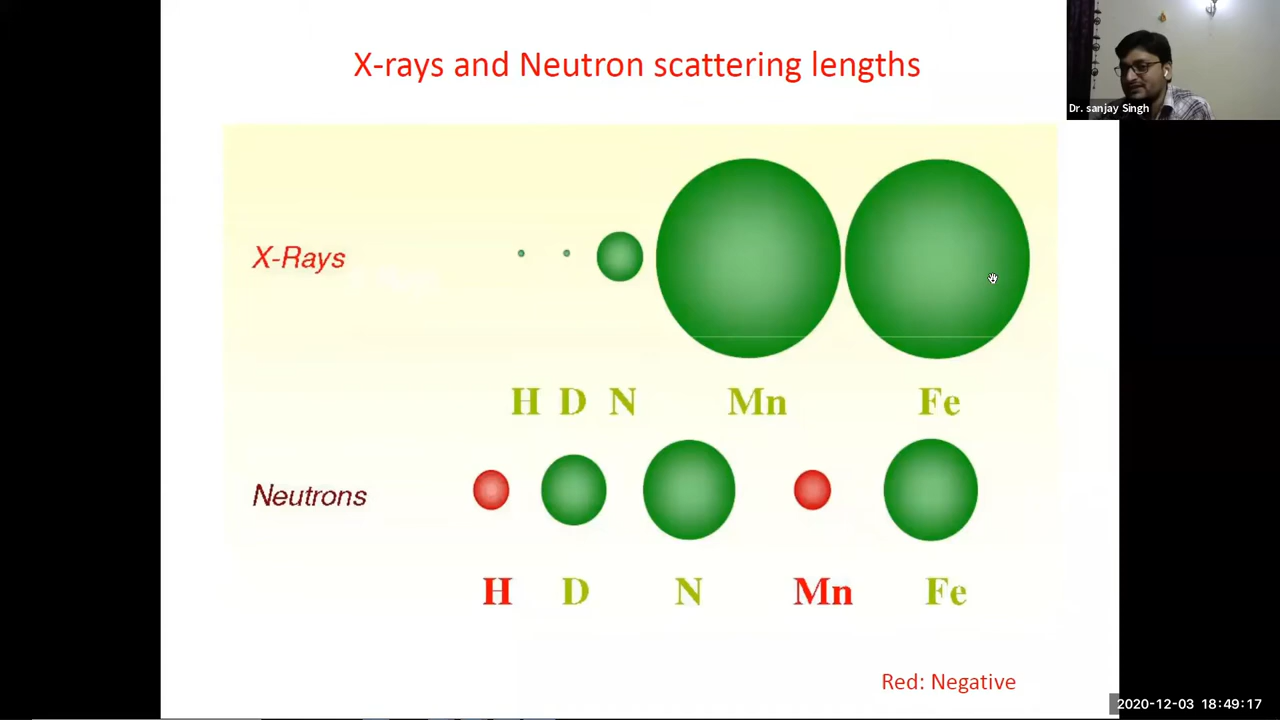 X-rays and Neutron scattering lengths
Dr. sanjay Singh
X-Rays
H D N Mn Fe
Neutrons
H D N Mn Fe
Red: Negative
2020-12-03 18:49:17